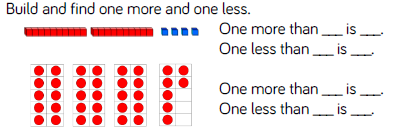 Build and find one more and one less.
One more than ___ is ___.
One less than ___ is ___.
One more than ___ is ___.
One less than ___ is ___.